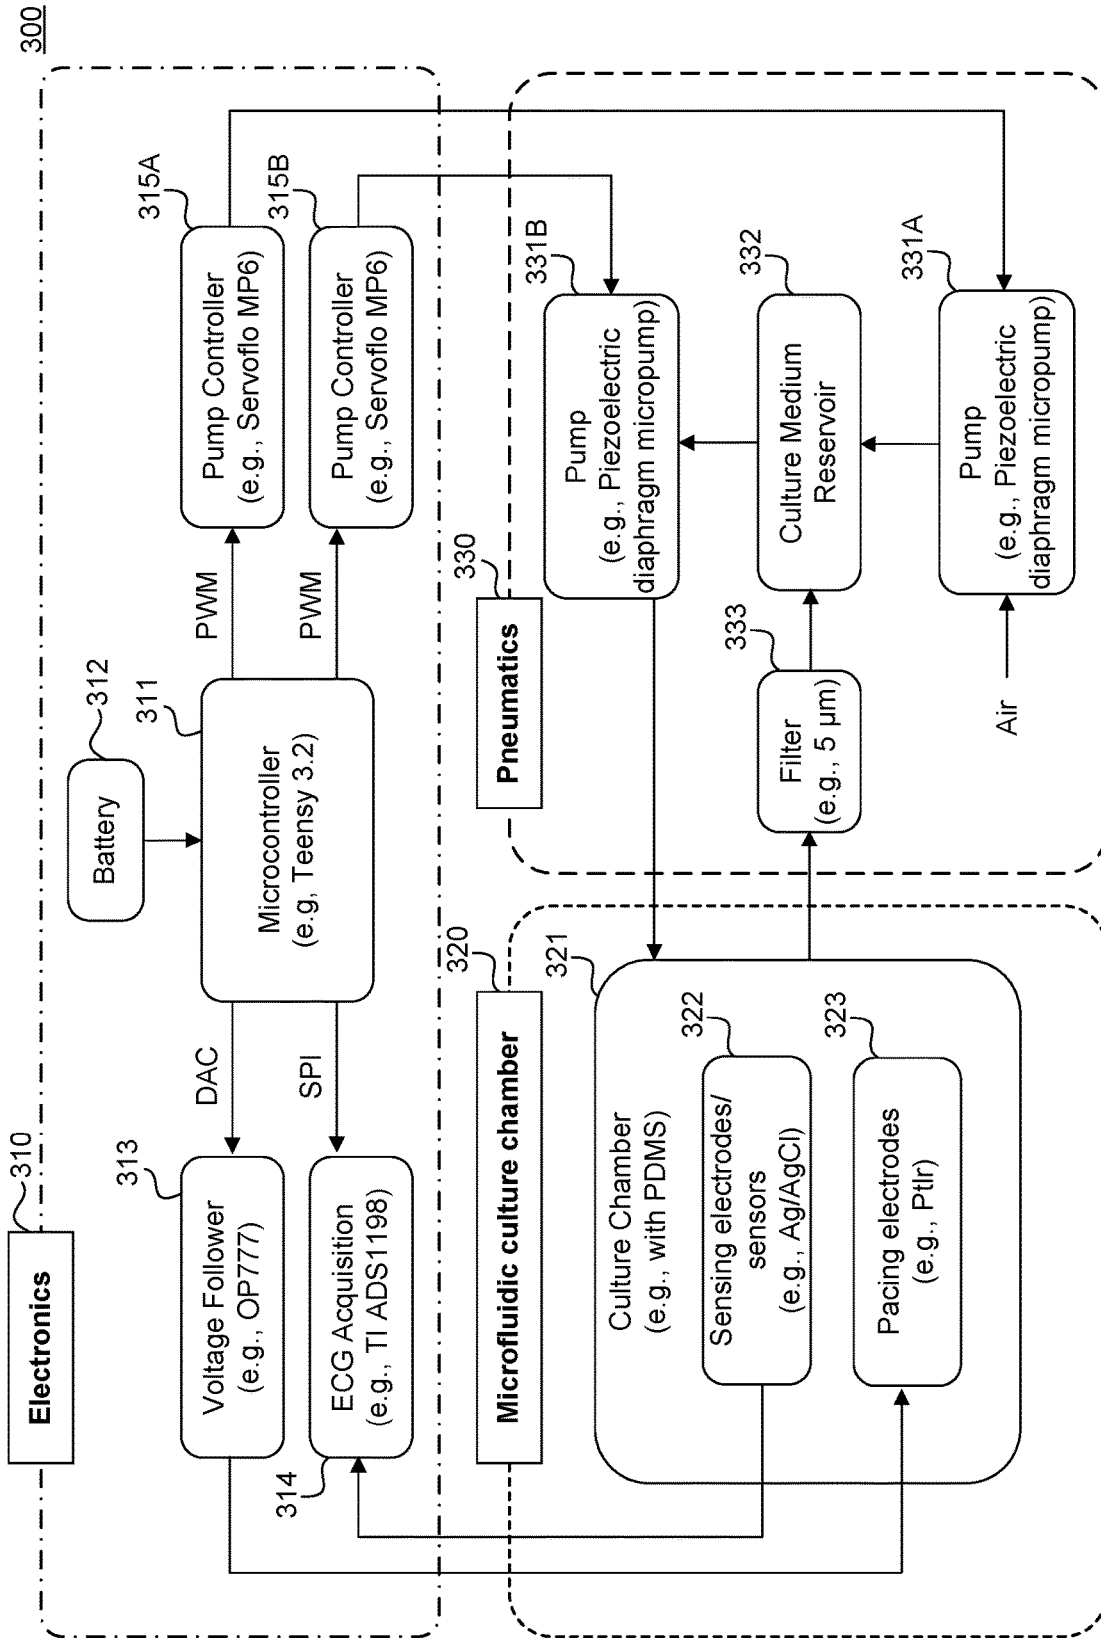 300
Electronics
310
Battery
312
Microcontroller
(e.g, Teensy 3.2)
311
DAC
SPI
PWM
PWM
Voltage Follower
(e.g., OP777)
313
ECG Acquisition
(e.g., TI ADS1198)
314
Pump Controller
(e.g., Servoflo MP6)
315A
Pump Controller
(e.g., Servoflo MP6)
315B
Microfluidic culture chamber
320
Culture Chamber
(e.g., with PDMS)
321
Sensing electrodes/
sensors
(e.g., Ag/AgCl)
322
Pacing electrodes
(e.g., PtIr)
323
Pneumatics
330
Pump
(e.g., Piezoelectric
diaphragm micropump)
331B
Filter
(e.g., 5 µm)
333
Culture Medium
Reservoir
332
Air
Pump
(e.g., Piezoelectric
diaphragm micropump)
331A